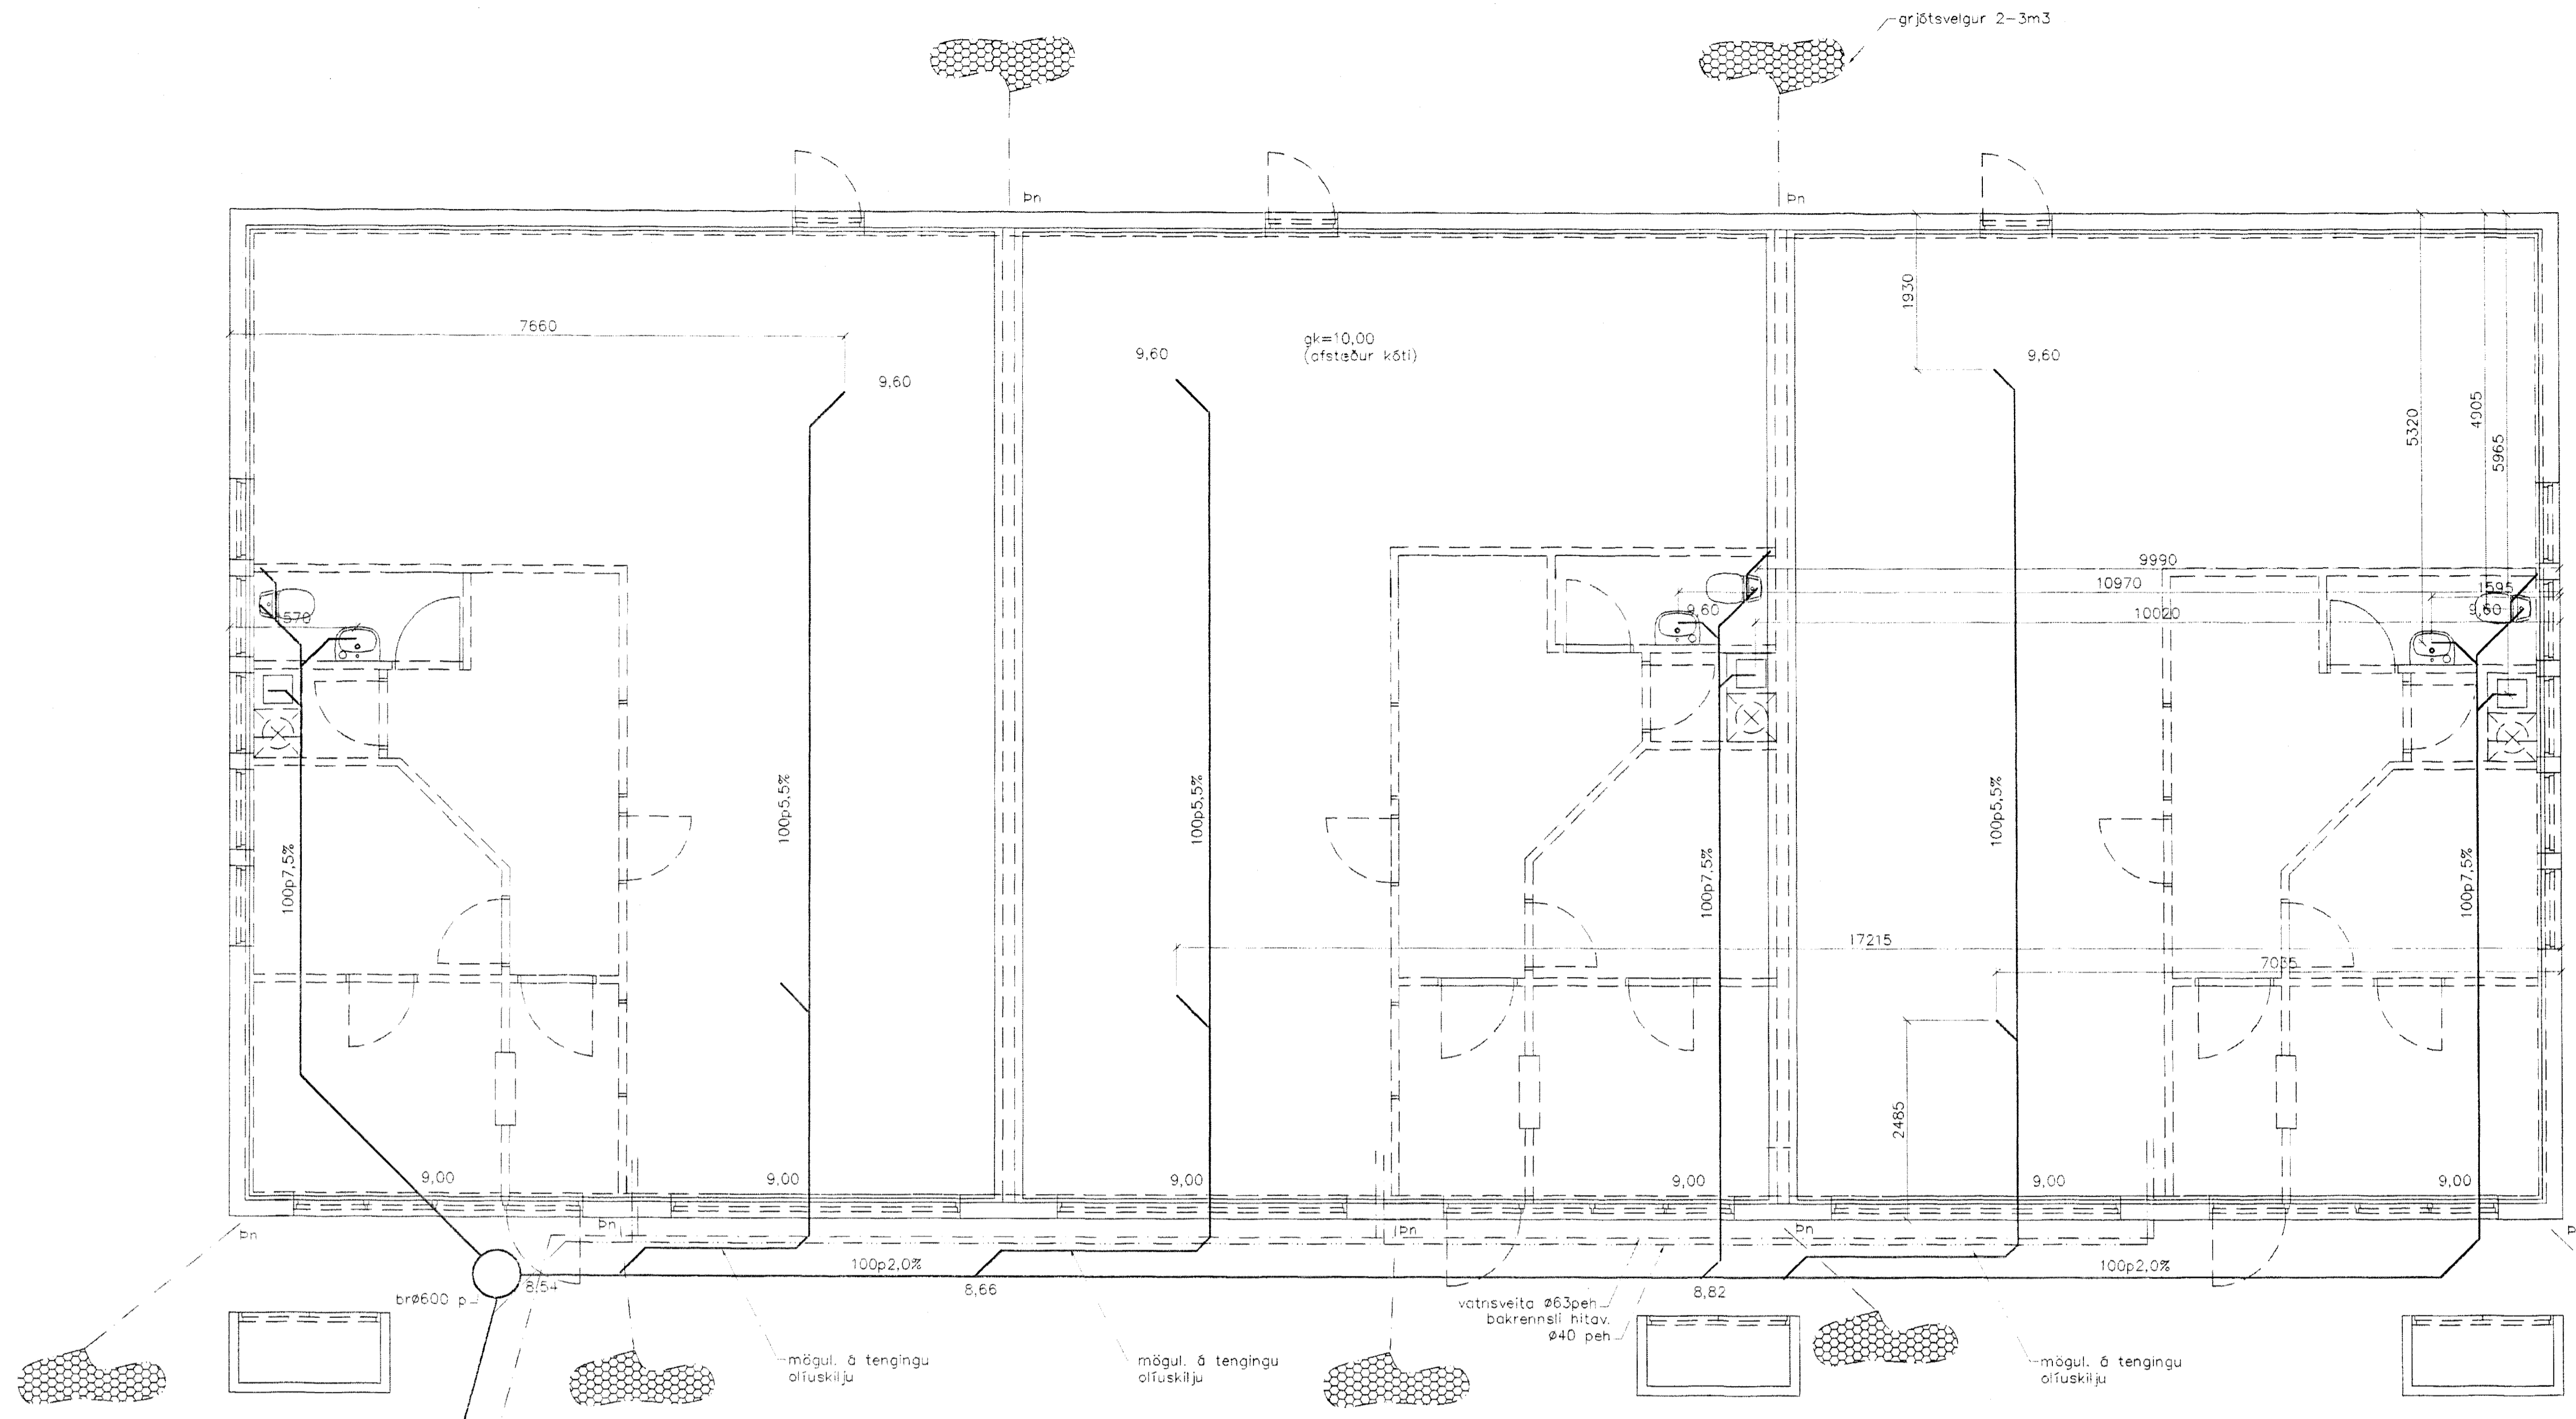 grjótsvelgur 2-3m3
Þn
Þn
7660
9,60
9,60
gk=10,00
(afstæður kóti)
1930
9,60
5320
4905
5965
9990
10970
1595
9,60
10020
9,60
1570
100p5,5%
100p5,5%
100p5,5%
100p7,5%
100p7,5%
100p7,5%
17215
7035
2485
9,00
9,00
9,00
9,00
9,00
9,00
Þn
Þn
Þn
Þn
Þ
100p2,0%
100p2,0%
8,54
8,66
8,82
brø600 p
vatnsveita ø63peh
bakrennsli hitav.
ø40 peh
mögul. á tengingu
olíuskilju
mögul. á tengingu
olíuskilju
mögul. á tengingu
olíuskilju